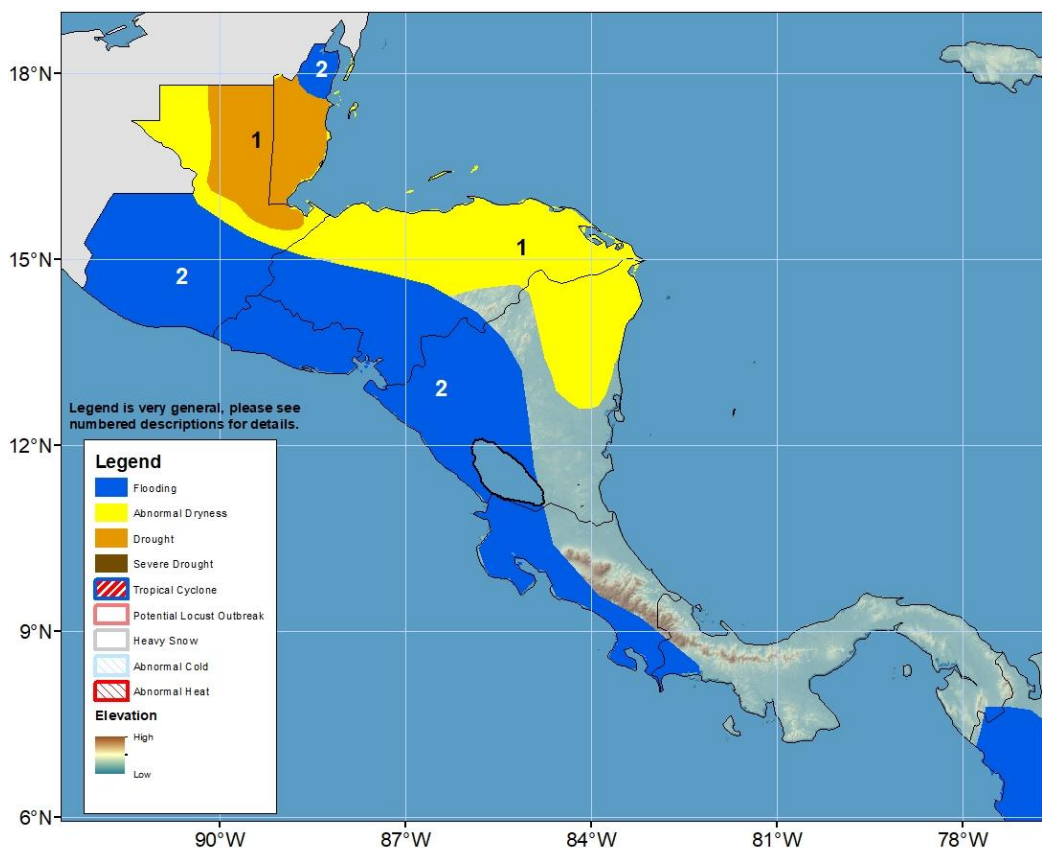 18°N
2
1
15°N
1
2
2
Legend is very general, please see
numbered descriptions for details.
12°N
Legend
Flooding
Abnormal Dryness
Drought
Severe Drought
Tropical Cyclone
Potential Locust Outbreak
Heavy Snow
Abnormal Cold
Abnormal Heat
Elevation
High
Low
9°N
6°N
90°W
87°W
84°W
81°W
78°W